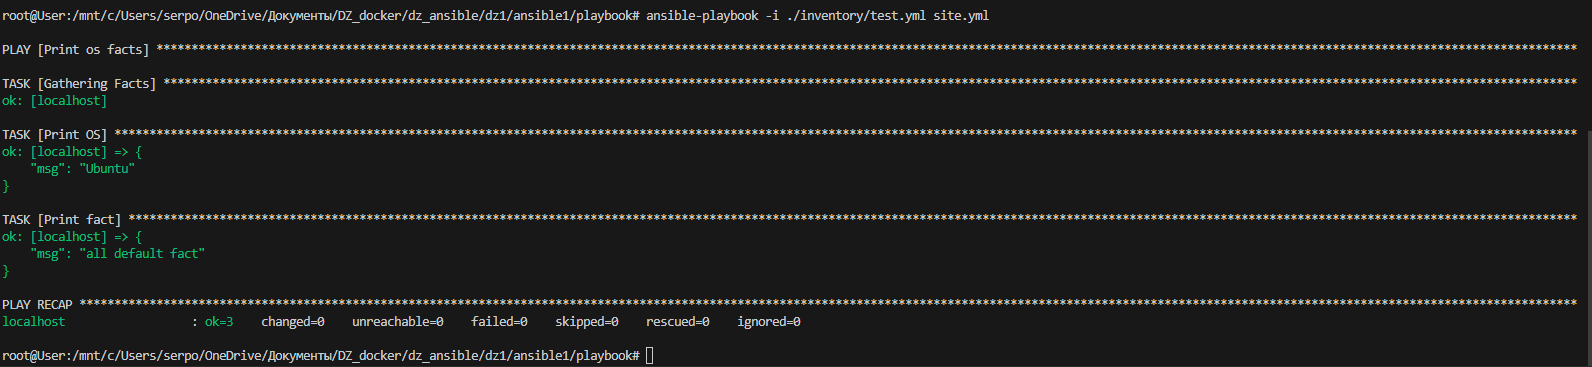 root@User:/mnt/c/Users/serpo/OneDrive/Документы/DZ_docker/dz_ansible/dz1/ansible1/playbook# ansible-playbook -i ./inventory/test.yml site.yml
PLAY [Print os facts] ****************************************************************************************************************************************************************************************************
TASK [Gathering Facts] ***************************************************************************************************************************************************************************************************
ok: [localhost]
TASK [Print OS] **********************************************************************************************************************************************************************************************************
ok: [localhost] => {
    "msg": "Ubuntu"
}
TASK [Print fact] ********************************************************************************************************************************************************************************************************
ok: [localhost] => {
    "msg": "all default fact"
}
PLAY RECAP ***************************************************************************************************************************************************************************************************************
localhost                  : ok=3    changed=0    unreachable=0    failed=0    skipped=0    rescued=0    ignored=0
root@User:/mnt/c/Users/serpo/OneDrive/Документы/DZ_docker/dz_ansible/dz1/ansible1/playbook#